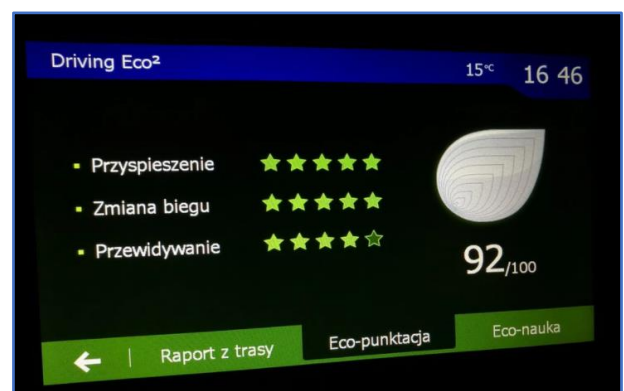 Driving Eco² 15°C 16 46
Przyspieszenie
Zmiana biegu
Przewidywanie
92/100
Raport z trasy Eco-punktacja Eco-nauka